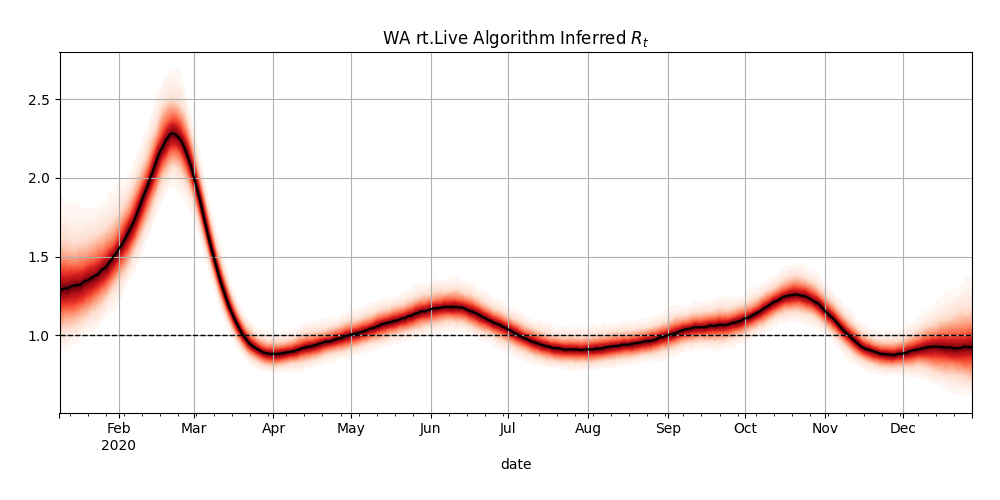 WA rt.Live Algorithm Inferred $R_t$
2.5
2.0
1.5
1.0
Feb Mar Apr May Jun Jul Aug Sep Oct Nov Dec
2020
date